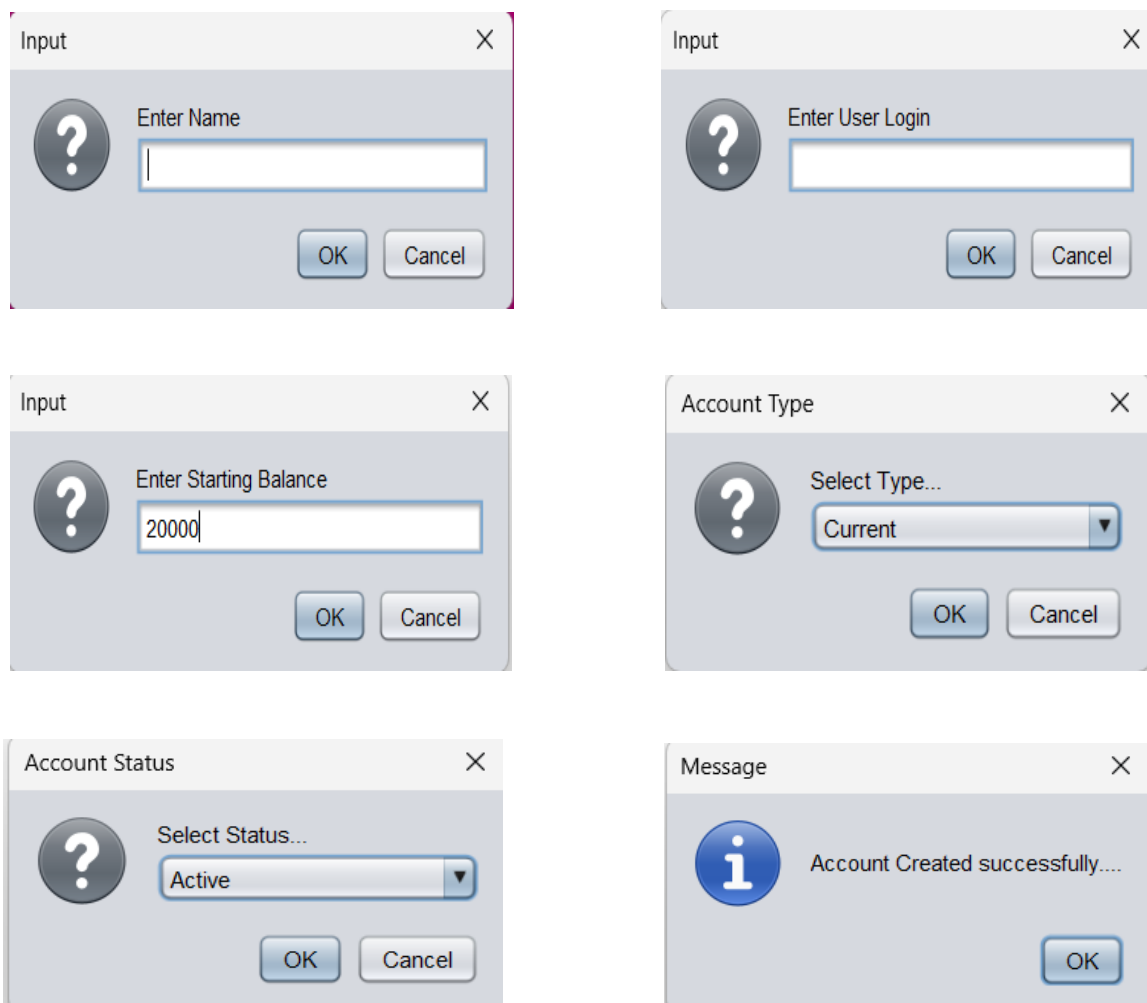 Input
Enter Name
OK Cancel
Input
Enter User Login
OK Cancel
Input
Enter Starting Balance
20000
OK Cancel
Account Type
Select Type...
Current
OK Cancel
Account Status
Select Status...
Active
OK Cancel
Message
Account Created successfully....
OK